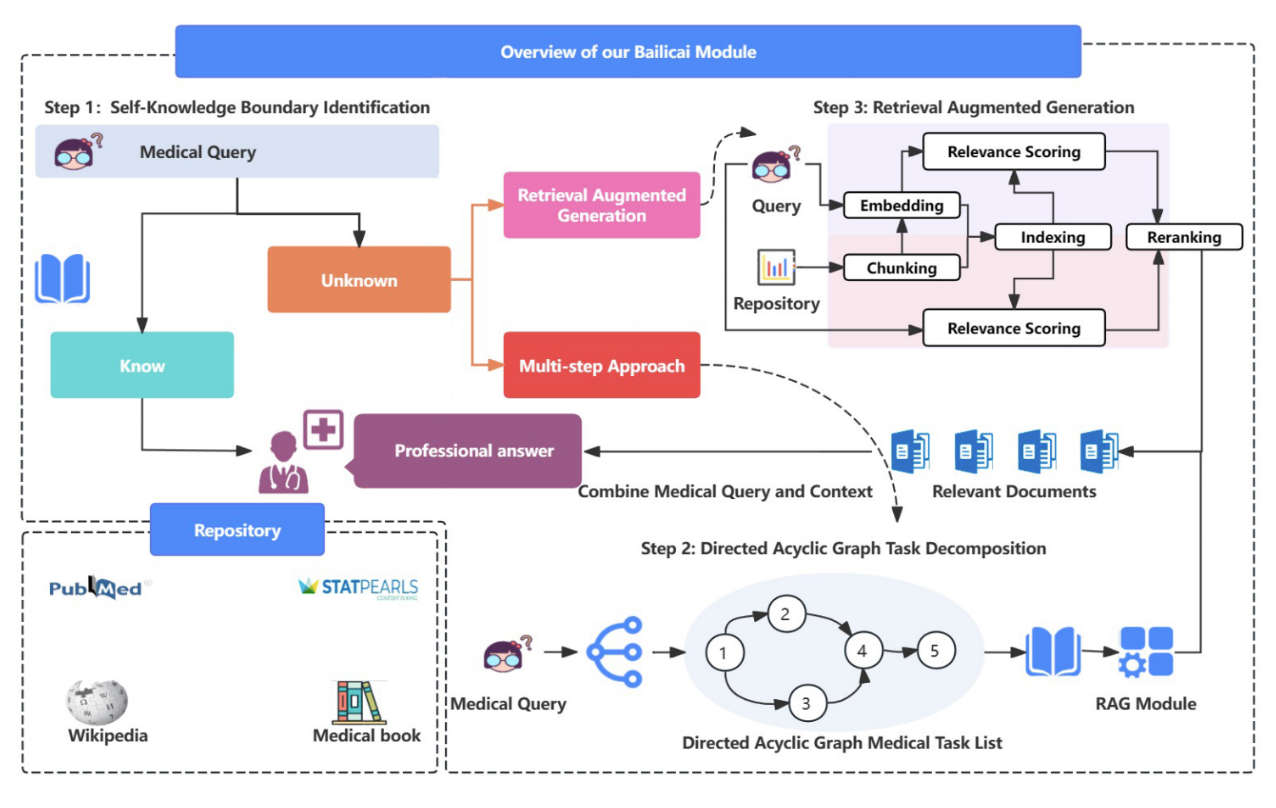 Overview of our Bailicai Module
Step 1: Self-Knowledge Boundary Identification
Medical Query
Unknown
Know
Retrieval Augmented
Generation
Multi-step Approach
Professional answer
Step 3: Retrieval Augmented Generation
Query
Repository
Embedding
Chunking
Relevance Scoring
Indexing
Reranking
Relevance Scoring
Combine Medical Query and Context
Relevant Documents
Step 2: Directed Acyclic Graph Task Decomposition
Medical Query
1
2
3
4
5
Directed Acyclic Graph Medical Task List
RAG Module
Repository
PubMed
STATPEARLS
Wikipedia
Medical book